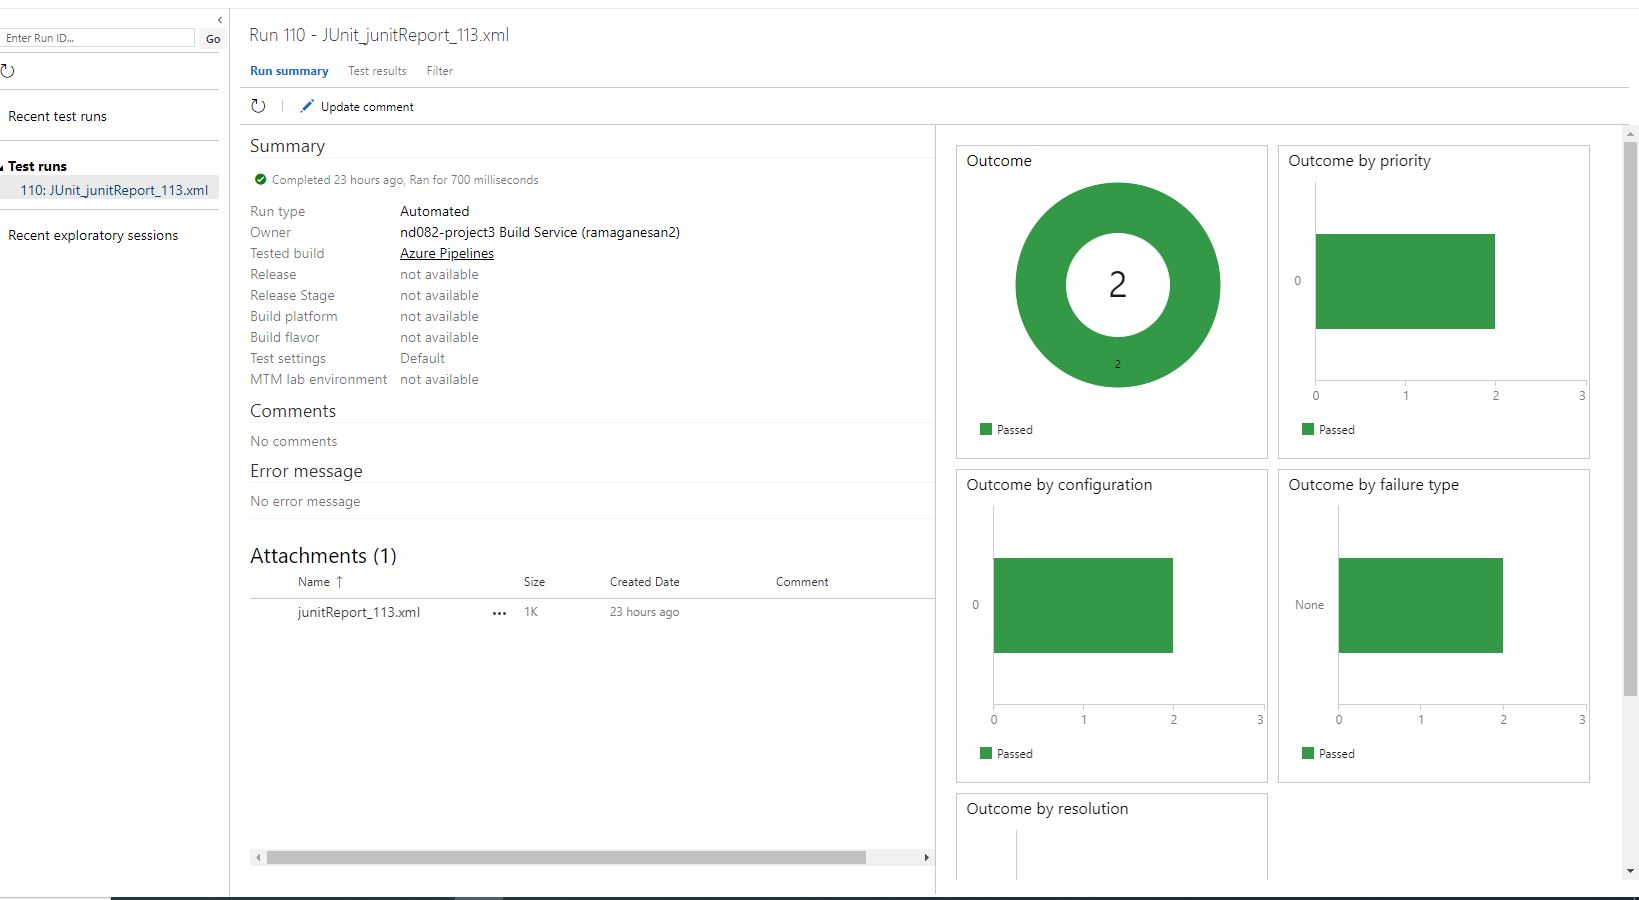 Enter Run ID...
Go
Recent test runs
Test runs
110: JUnit_junitReport_113.xml
Recent exploratory sessions
Run 110 - JUnit_junitReport_113.xml
Run summary Test results Filter
Update comment
Summary
Completed 23 hours ago, Ran for 700 milliseconds
Run type Automated
Owner nd082-project3 Build Service (ramaganesan2)
Tested build Azure Pipelines
Release not available
Release Stage not available
Build platform not available
Build flavor not available
Test settings Default
MTM lab environment not available
Comments
No comments
Error message
No error message
Attachments (1)
Name ↑ Size Created Date Comment
junitReport_113.xml ... 1K 23 hours ago
Outcome
2
2
Passed
Outcome by priority
0
0 1 2 3
Passed
Outcome by configuration
0
0 1 2 3
Passed
Outcome by failure type
None
0 1 2 3
Passed
Outcome by resolution